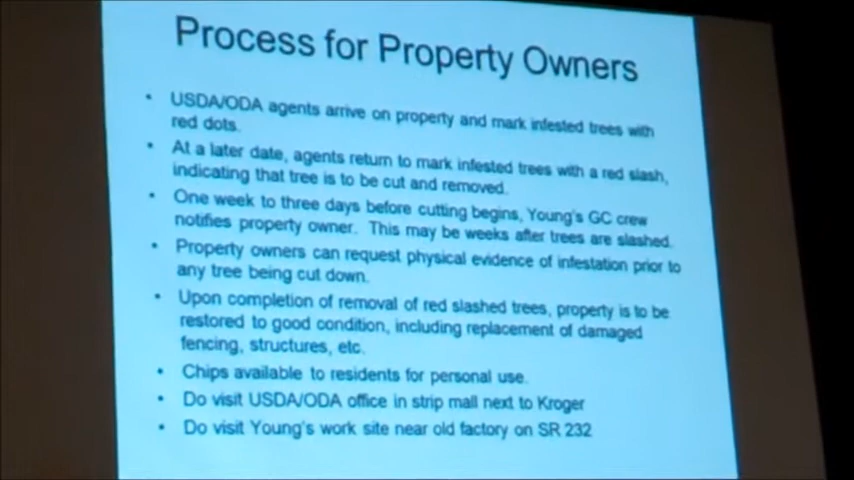 Process for Property Owners
• USDA/ODA agents arrive on property and mark infested trees with
red dots.
• At a later date, agents return to mark infested trees with a red slash,
indicating that tree is to be cut and removed.
• One week to three days before cutting begins, Young's GC crew
notifies property owner. This may be weeks after trees are slashed.
• Property owners can request physical evidence of infestation prior to
any tree being cut down.
• Upon completion of removal of red slashed trees, property is to be
restored to good condition, including replacement of damaged
fencing, structures, etc.
• Chips available to residents for personal use.
• Do visit USDA/ODA office in strip mall next to Kroger
• Do visit Young's work site near old factory on SR 232